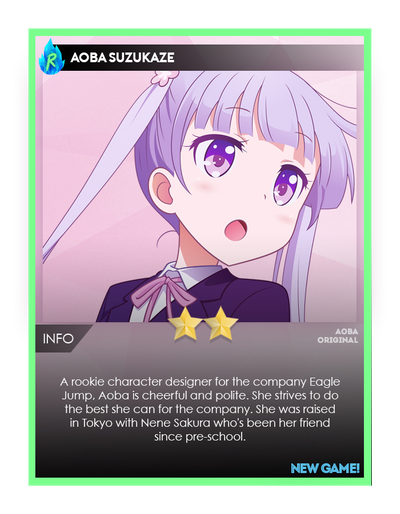 R
AOBA SUZUKAZE
INFO
AOBA
ORIGINAL
A rookie character designer for the company Eagle
Jump, Aoba is cheerful and polite. She strives to do
the best she can for the company. She was raised
in Tokyo with Nene Sakura who's been her friend
since pre-school.
NEW GAME!